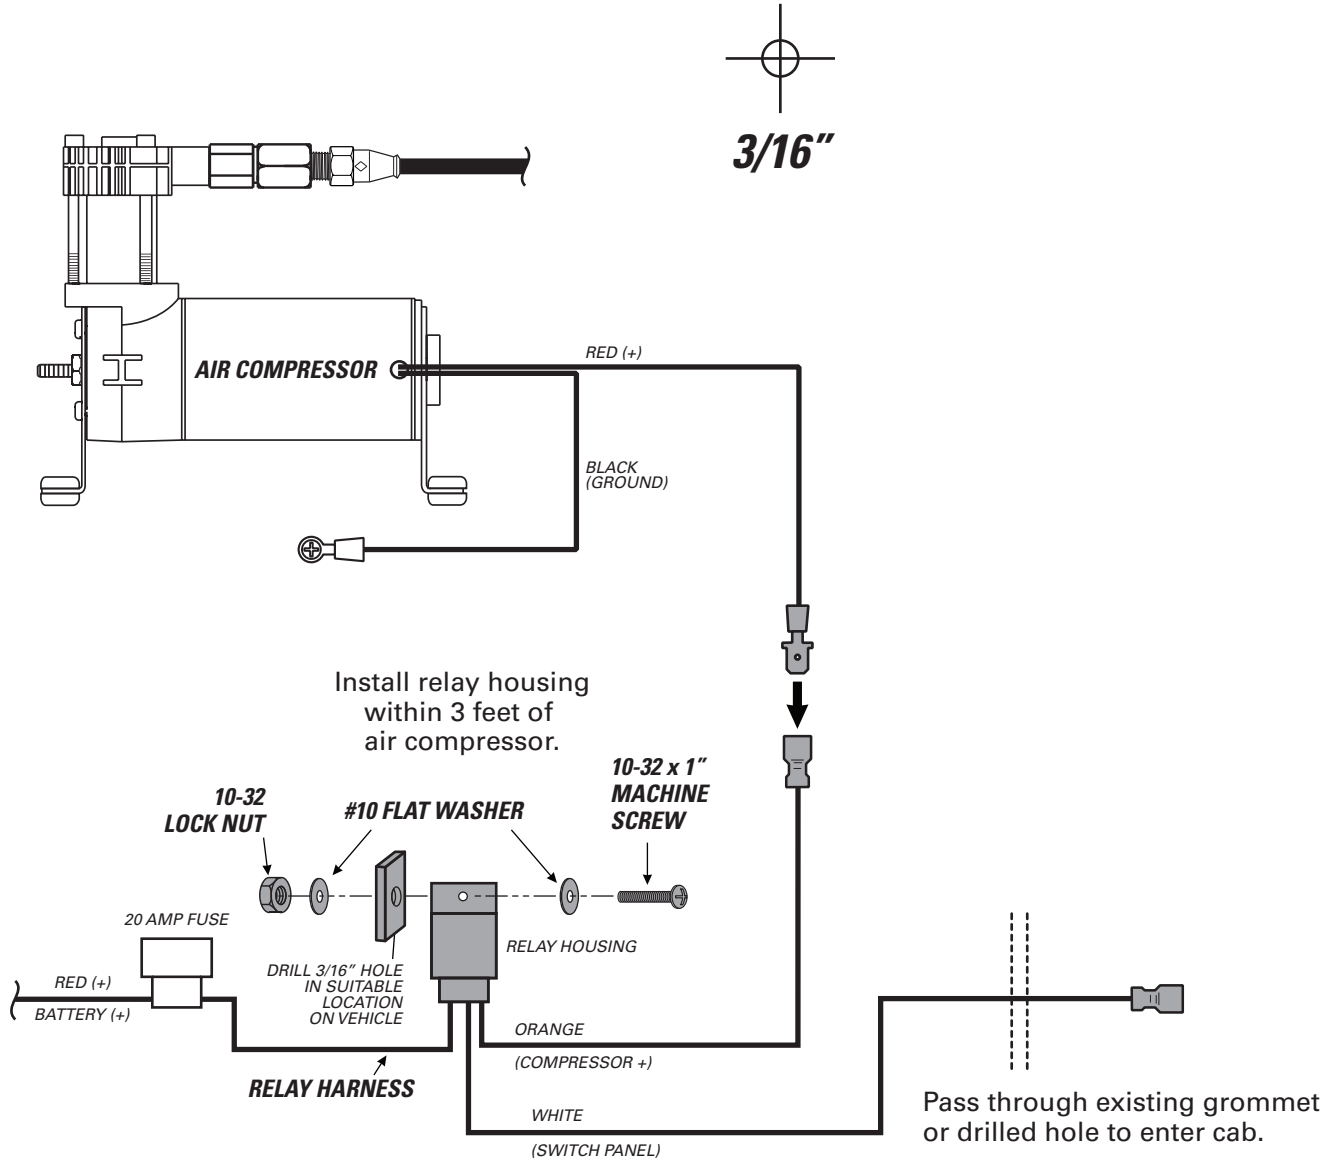 3/16”
RED (+)
AIR COMPRESSOR
BLACK
(GROUND)
Install relay housing
within 3 feet of
air compressor.
10-32
LOCK NUT
#10 FLAT WASHER
10-32 x 1”
MACHINE
SCREW
20 AMP FUSE
RELAY HOUSING
DRILL 3/16” HOLE
IN SUITABLE
LOCATION
ON VEHICLE
RED (+)
BATTERY (+)
ORANGE
(COMPRESSOR +)
RELAY HARNESS
WHITE
(SWITCH PANEL)
Pass through existing grommet
or drilled hole to enter cab.